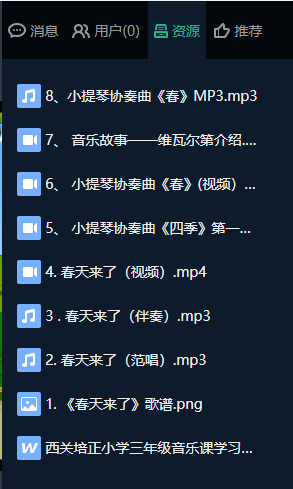 消息 用户(0) 资源 推荐
8、小提琴协奏曲《春》MP3.mp3
7、 音乐故事——维瓦尔第介绍....
6、 小提琴协奏曲《春》(视频) ...
5、 小提琴协奏曲《四季》第一...
4. 春天来了（视频）.mp4
3 . 春天来了（伴奏）.mp3
2. 春天来了（范唱）.mp3
1. 《春天来了》歌谱.png
西关培正小学三年级音乐课学习...